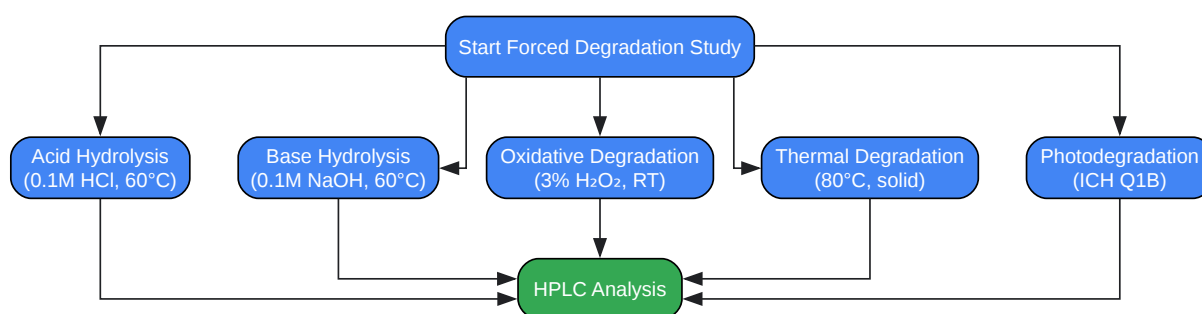 Start Forced Degradation Study
Acid Hydrolysis
(0.1M HCl, 60°C)
Base Hydrolysis
(0.1M NaOH, 60°C)
Oxidative Degradation
(3% H₂O₂, RT)
Thermal Degradation
(80°C, solid)
Photodegradation
(ICH Q1B)
HPLC Analysis